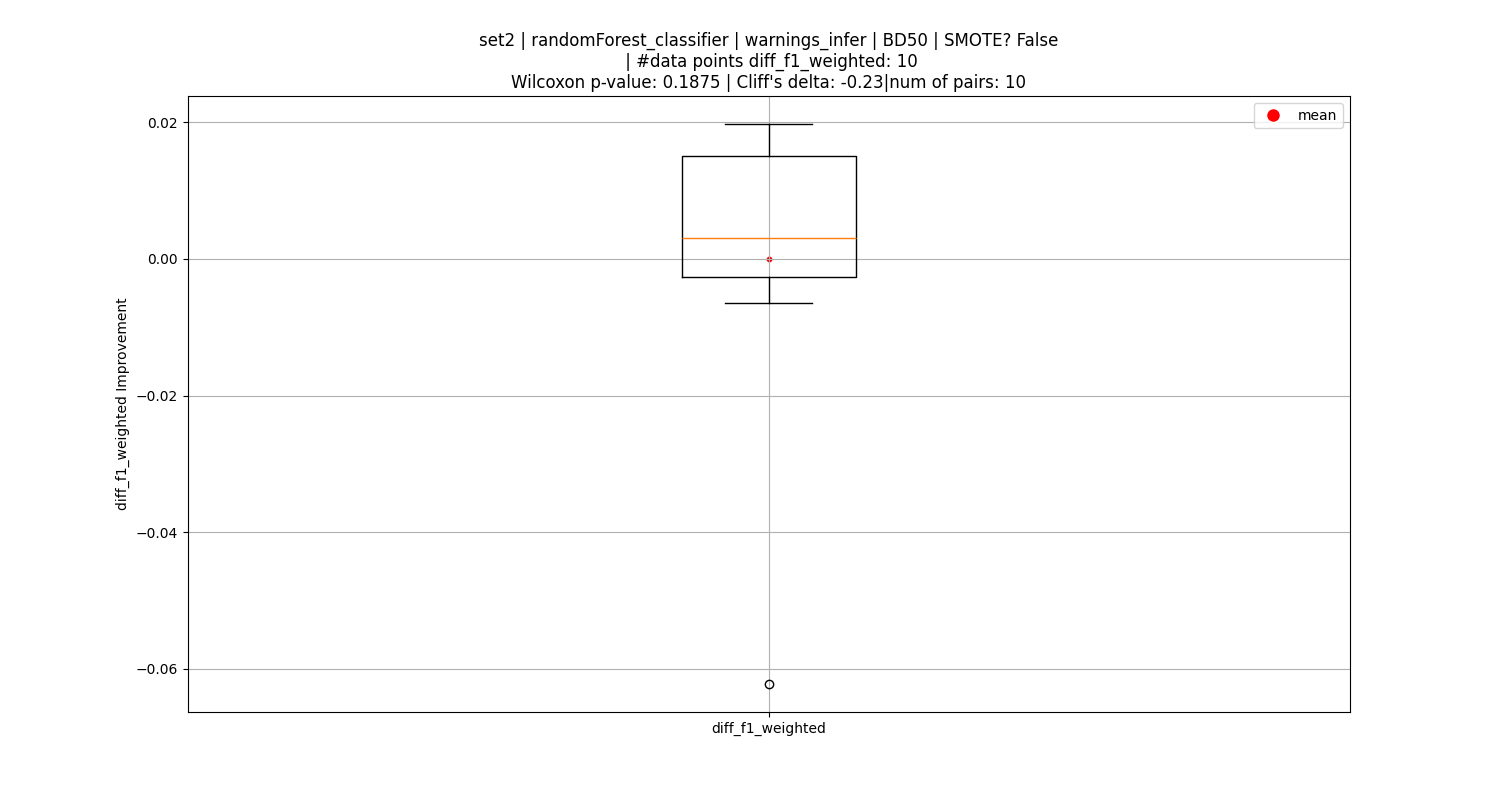 set2 | randomForest_classifier | warnings_infer | BD50 | SMOTE? False
| #data points diff_f1_weighted: 10
Wilcoxon p-value: 0.1875 | Cliff's delta: -0.23|num of pairs: 10
mean
0.02
0.00
−0.02
−0.04
−0.06
diff_f1_weighted Improvement
diff_f1_weighted